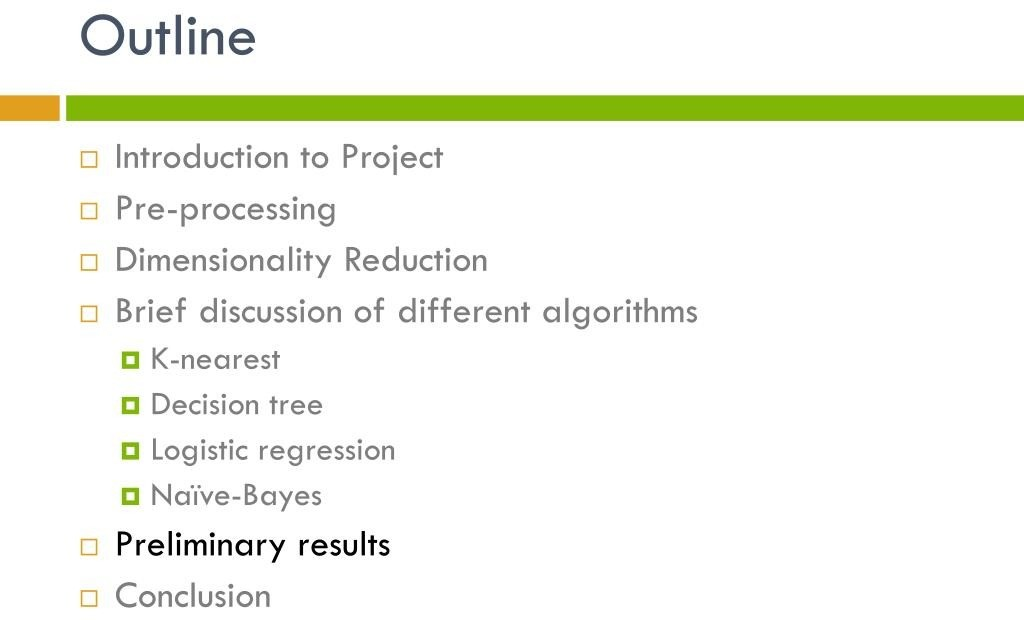 Outline
Introduction to Project
Pre-processing
Dimensionality Reduction
Brief discussion of different algorithms
K-nearest
Decision tree
Logistic regression
Naïve-Bayes
Preliminary results
Conclusion